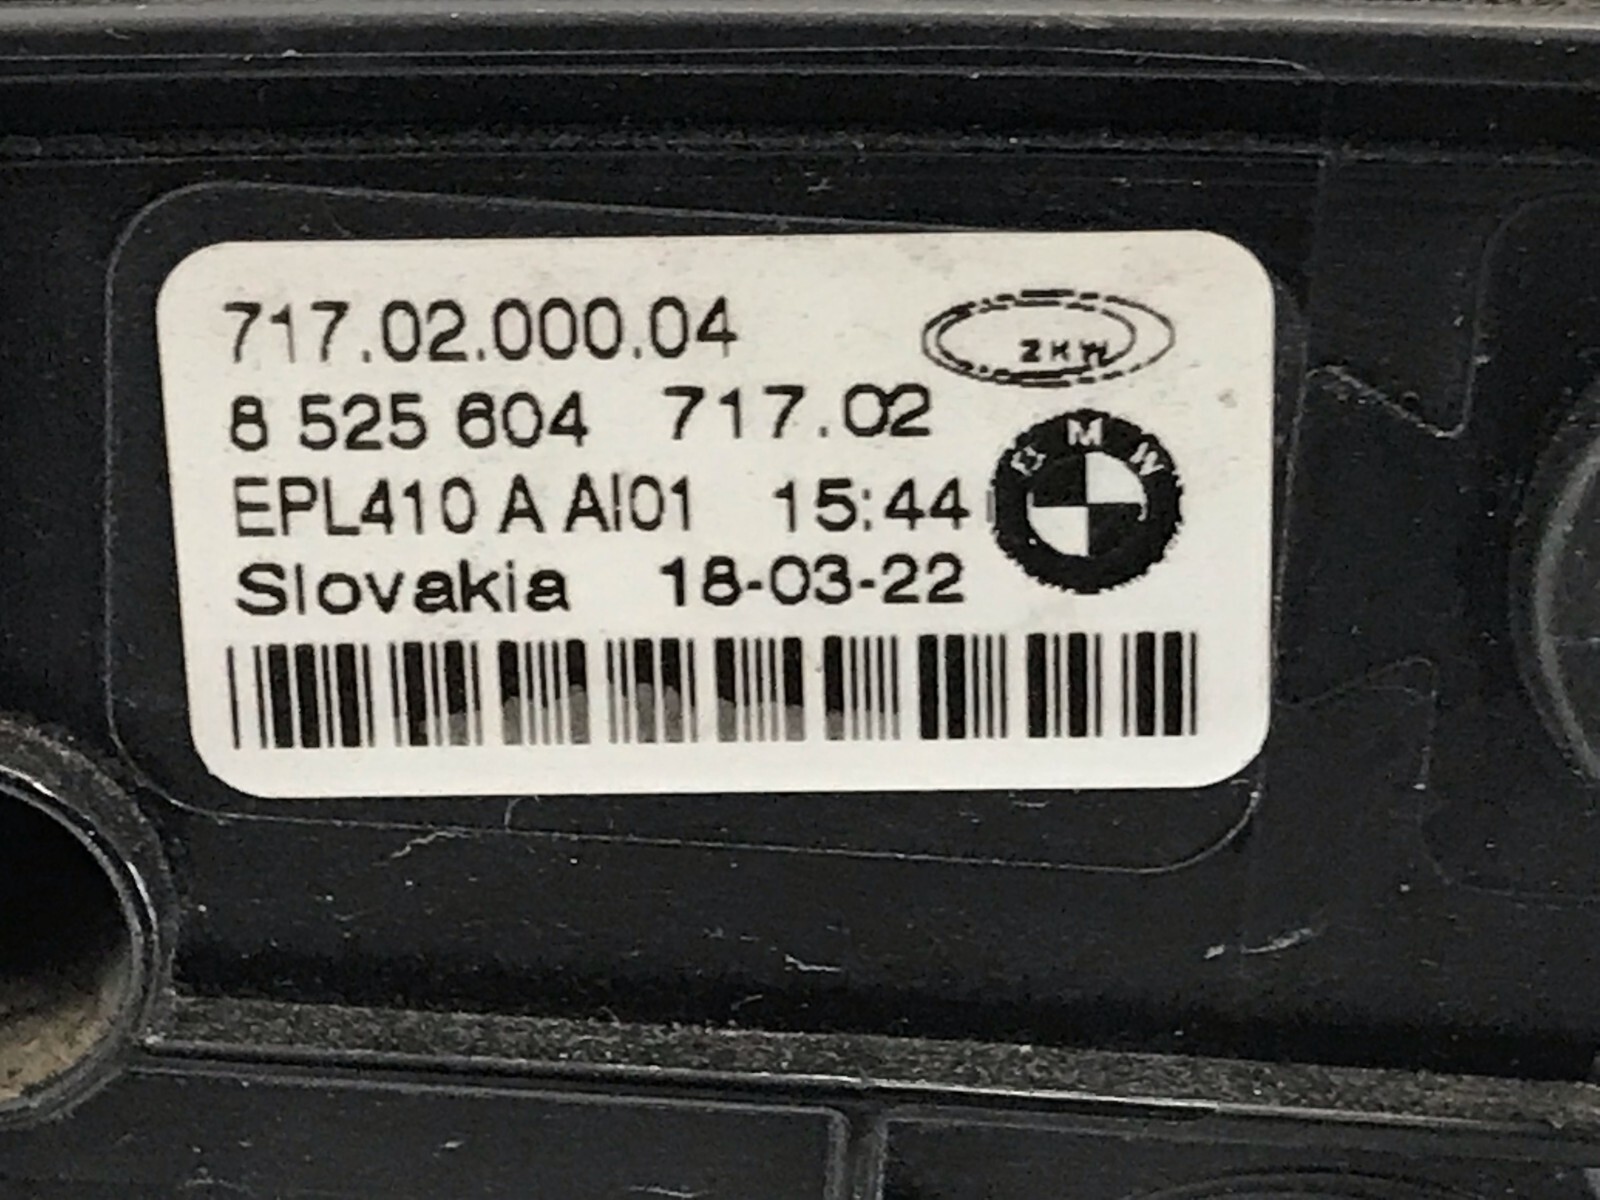 717.02.000.04
ZKW
8 525 604 717.02
BMW
EPL410 A AI01 15:44
Slovakia 18-03-22